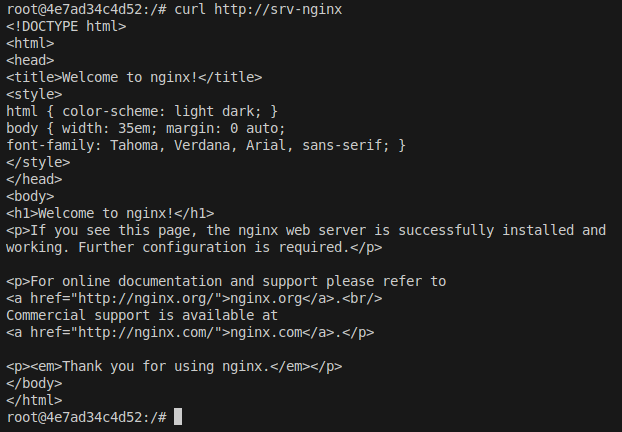 root@4e7ad34c4d52:/# curl http://srv-nginx
<!DOCTYPE html>
<html>
<head>
<title>Welcome to nginx!</title>
<style>
html { color-scheme: light dark; }
body { width: 35em; margin: 0 auto;
font-family: Tahoma, Verdana, Arial, sans-serif; }
</style>
</head>
<body>
<h1>Welcome to nginx!</h1>
<p>If you see this page, the nginx web server is successfully installed and
working. Further configuration is required.</p>

<p>For online documentation and support please refer to
<a href="http://nginx.org/">nginx.org</a>.<br/>
Commercial support is available at
<a href="http://nginx.com/">nginx.com</a>.</p>

<p><em>Thank you for using nginx.</em></p>
</body>
</html>
root@4e7ad34c4d52:/#